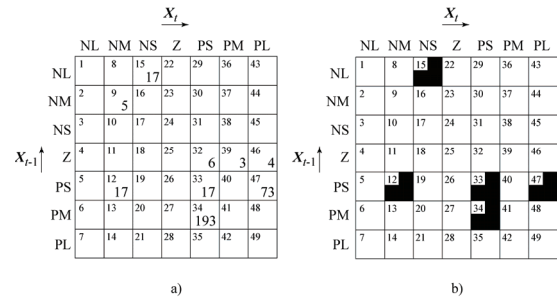 X_t
NL NM NS Z PS PM PL
NL 1 8 15 22 29 36 43
17
NM 2 9 16 23 30 37 44
5
NS 3 10 17 24 31 38 45
X_{t-1}
Z 4 11 18 25 32 39 46
6 3 4
PS 5 12 19 26 33 40 47
17 17 73
PM 6 13 20 27 34 41 48
193
PL 7 14 21 28 35 42 49
a)
X_t
NL NM NS Z PS PM PL
NL 1 8 15 22 29 36 43
NM 2 9 16 23 30 37 44
NS 3 10 17 24 31 38 45
X_{t-1}
Z 4 11 18 25 32 39 46
PS 5 12 19 26 33 40 47
PM 6 13 20 27 34 41 48
PL 7 14 21 28 35 42 49
b)